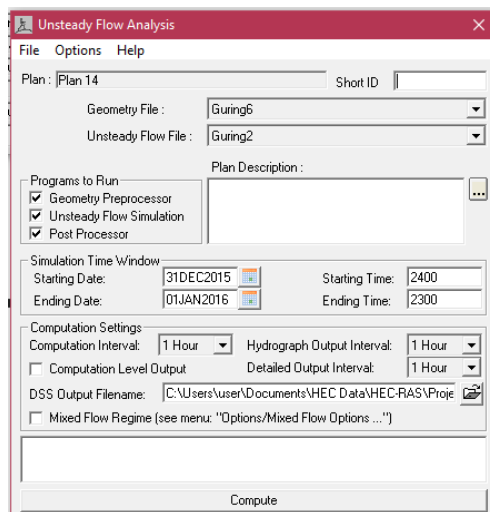 Unsteady Flow Analysis
File Options Help
Plan : Plan 14 Short ID
Geometry File : Guring6
Unsteady Flow File : Guring2
Plan Description :
Programs to Run
Geometry Preprocessor
Unsteady Flow Simulation
Post Processor
...
Simulation Time Window
Starting Date: 31DEC2015 Starting Time: 2400
Ending Date: 01JAN2016 Ending Time: 2300
Computation Settings
Computation Interval: 1 Hour Hydrograph Output Interval: 1 Hour
Computation Level Output Detailed Output Interval: 1 Hour
DSS Output Filename: C:\Users\user\Documents\HEC Data\HEC-RAS\Proje
Mixed Flow Regime (see menu: "Options/Mixed Flow Options ...")
Compute